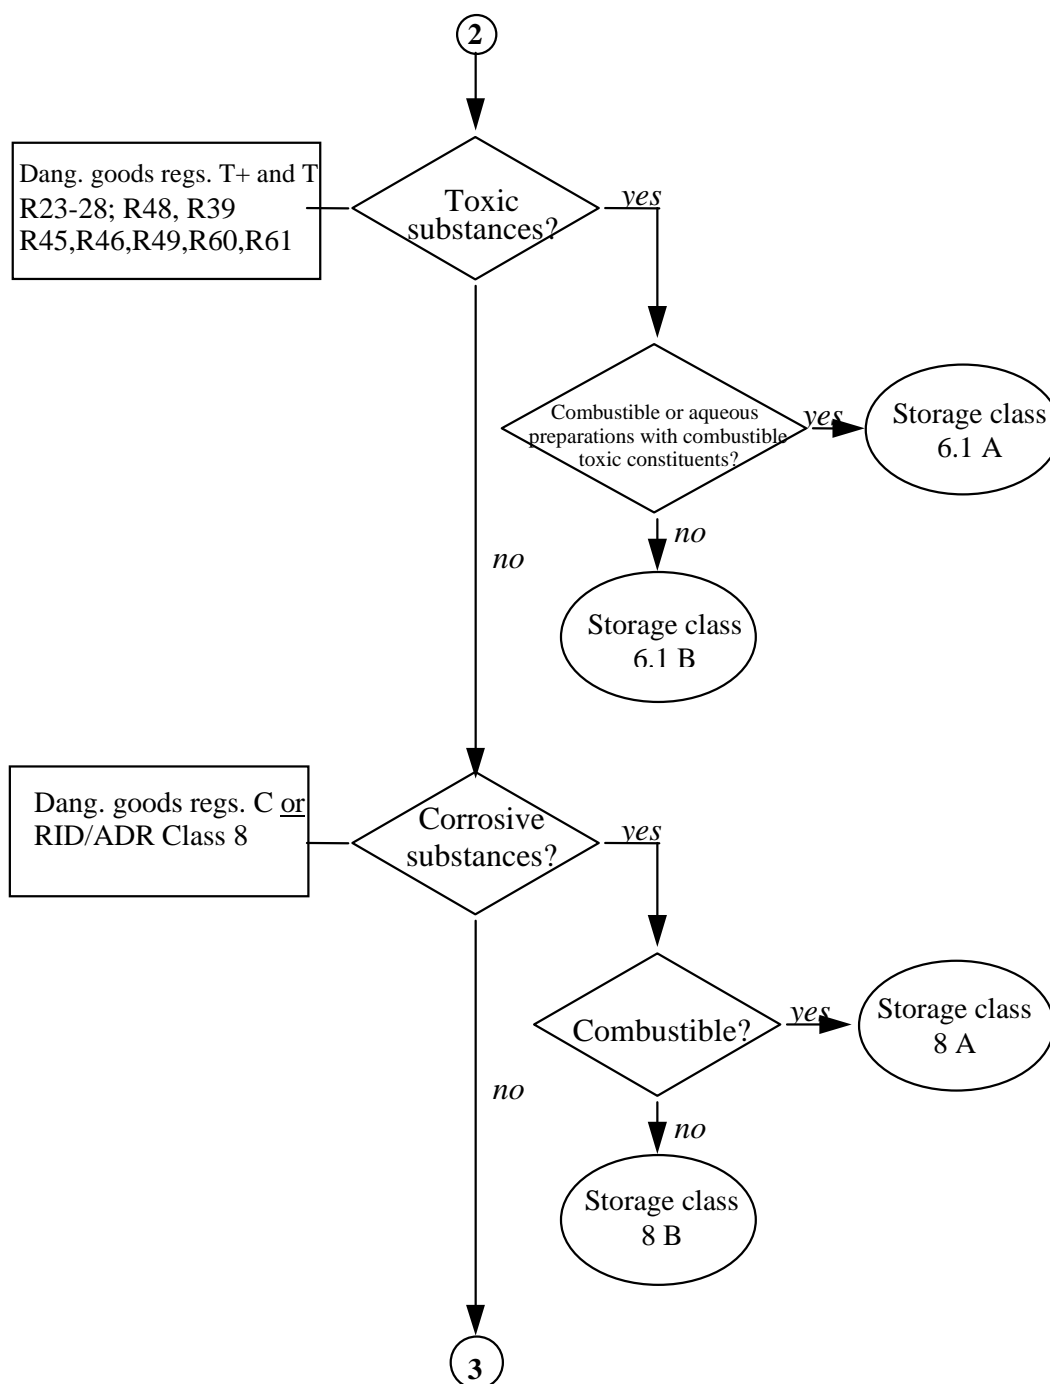 2
Dang. goods regs. T+ and T
R23-28; R48, R39
R45,R46,R49,R60,R61
Toxic
substances?
yes
Combustible or aqueous
preparations with combustible
toxic constituents?
yes
Storage class
6.1 A
no
no
Storage class
6.1 B
Dang. goods regs. C or
RID/ADR Class 8
Corrosive
substances?
yes
Combustible?
yes
Storage class
8 A
no
no
Storage class
8 B
3